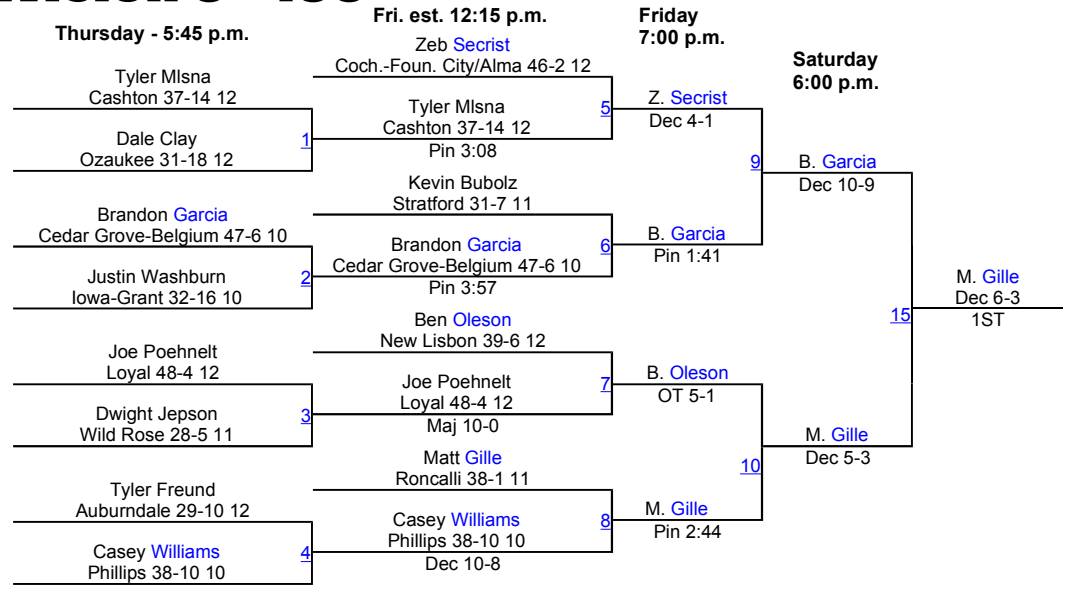 Thursday - 5:45 p.m.
Fri. est. 12:15 p.m.
Friday
7:00 p.m.
Saturday
6:00 p.m.
Tyler Mlsna
Cashton 37-14 12
Dale Clay
Ozaukee 31-18 12
1
Brandon Garcia
Cedar Grove-Belgium 47-6 10
Justin Washburn
Iowa-Grant 32-16 10
2
Joe Poehnelt
Loyal 48-4 12
Dwight Jepson
Wild Rose 28-5 11
3
Tyler Freund
Auburndale 29-10 12
Casey Williams
Phillips 38-10 10
4
Zeb Secrist
Coch.-Foun. City/Alma 46-2 12
Tyler Mlsna
Cashton 37-14 12
Pin 3:08
5
Kevin Bubolz
Stratford 31-7 11
Brandon Garcia
Cedar Grove-Belgium 47-6 10
Pin 3:57
6
Ben Oleson
New Lisbon 39-6 12
Joe Poehnelt
Loyal 48-4 12
Maj 10-0
7
Matt Gille
Roncalli 38-1 11
Casey Williams
Phillips 38-10 10
Dec 10-8
8
Z. Secrist
Dec 4-1
9
B. Garcia
Pin 1:41
B. Oleson
OT 5-1
10
M. Gille
Pin 2:44
B. Garcia
Dec 10-9
15
M. Gille
Dec 5-3
M. Gille
Dec 6-3
1ST